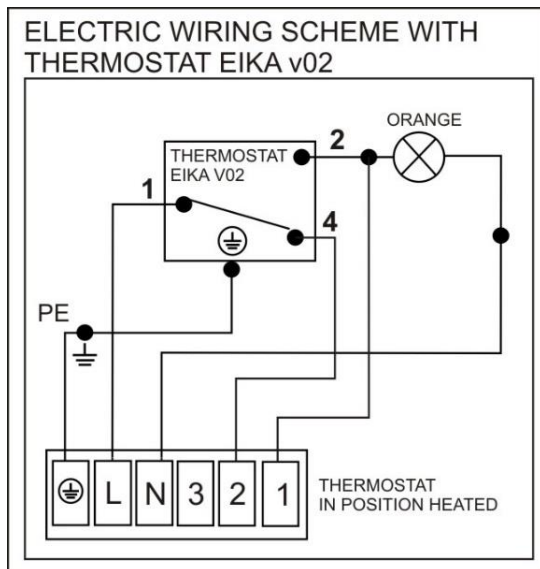 ELECTRIC WIRING SCHEME WITH
THERMOSTAT EIKA v02
ORANGE
2
THERMOSTAT
EIKA V02
1
4
PE
L N 3 2 1
THERMOSTAT
IN POSITION HEATED